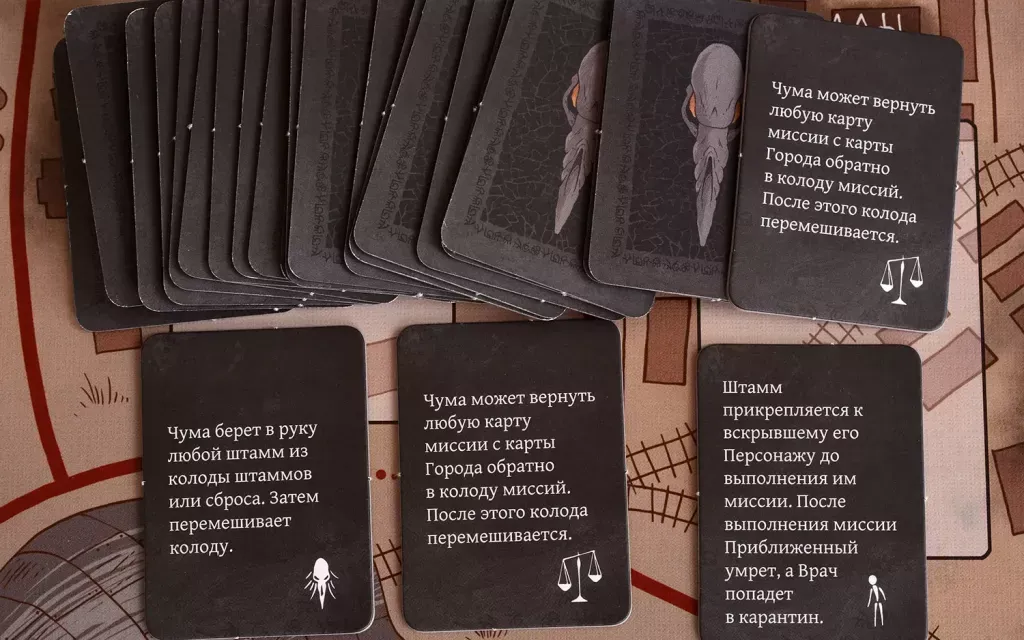 Чума может вернуть
любую карту
миссии с карты
Города обратно
в колоду миссий.
После этого колода
перемешивается.
Чума берет в руку
любой штамм из
колоды штаммов
или сброса. Затем
перемешивает
колоду.
Чума может вернуть
любую карту
миссии с карты
Города обратно
в колоду миссий.
После этого колода
перемешивается.
Штамм
прикрепляется к
вскрывшему его
Персонажу до
выполнения им
миссии. После
выполнения миссии
Приближенный
умрет, а Врач
попадет
в карантин.